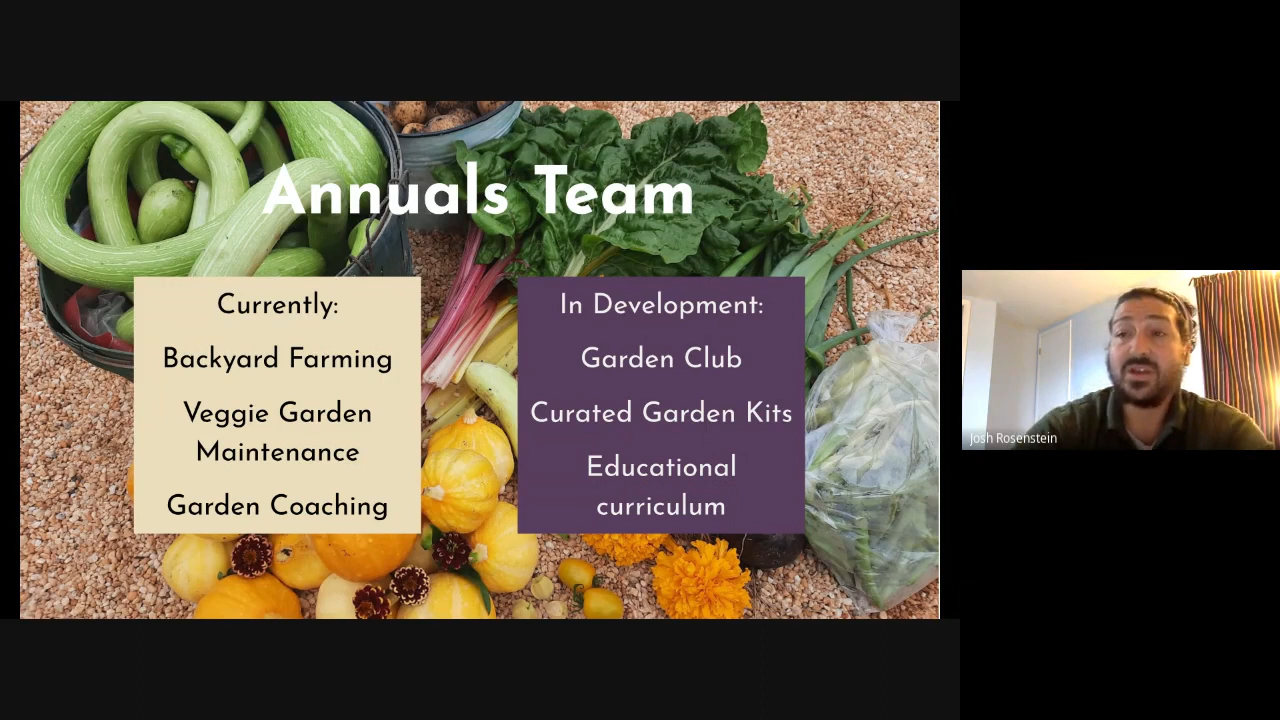 Annuals Team
Currently:
Backyard Farming
Veggie Garden
Maintenance
Garden Coaching
In Development:
Garden Club
Curated Garden Kits
Educational
curriculum
Josh Rosenstein